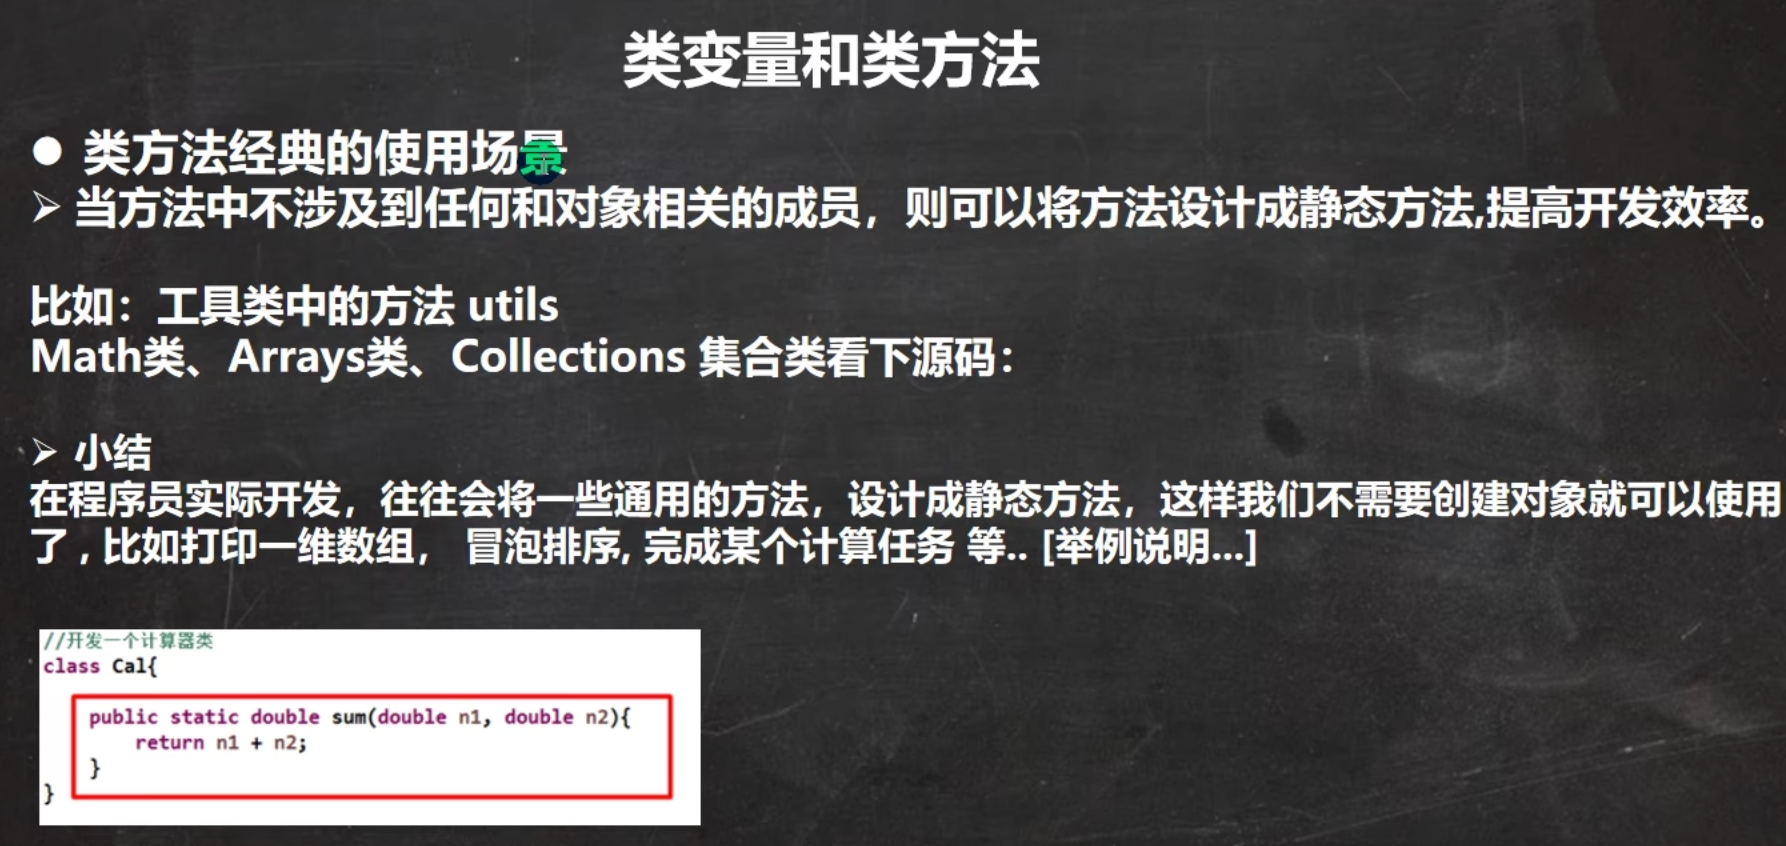 类变量和类方法
● 类方法经典的使用场景
➢ 当方法中不涉及到任何和对象相关的成员，则可以将方法设计成静态方法,提高开发效率。
比如：工具类中的方法 utils
Math类、Arrays类、Collections 集合类看下源码：
➢ 小结
在程序员实际开发，往往会将一些通用的方法，设计成静态方法，这样我们不需要创建对象就可以使用
了 , 比如打印一维数组， 冒泡排序, 完成某个计算任务 等.. [举例说明...]
//开发一个计算器类
class Cal{
public static double sum(double n1, double n2){
return n1 + n2;
}
}